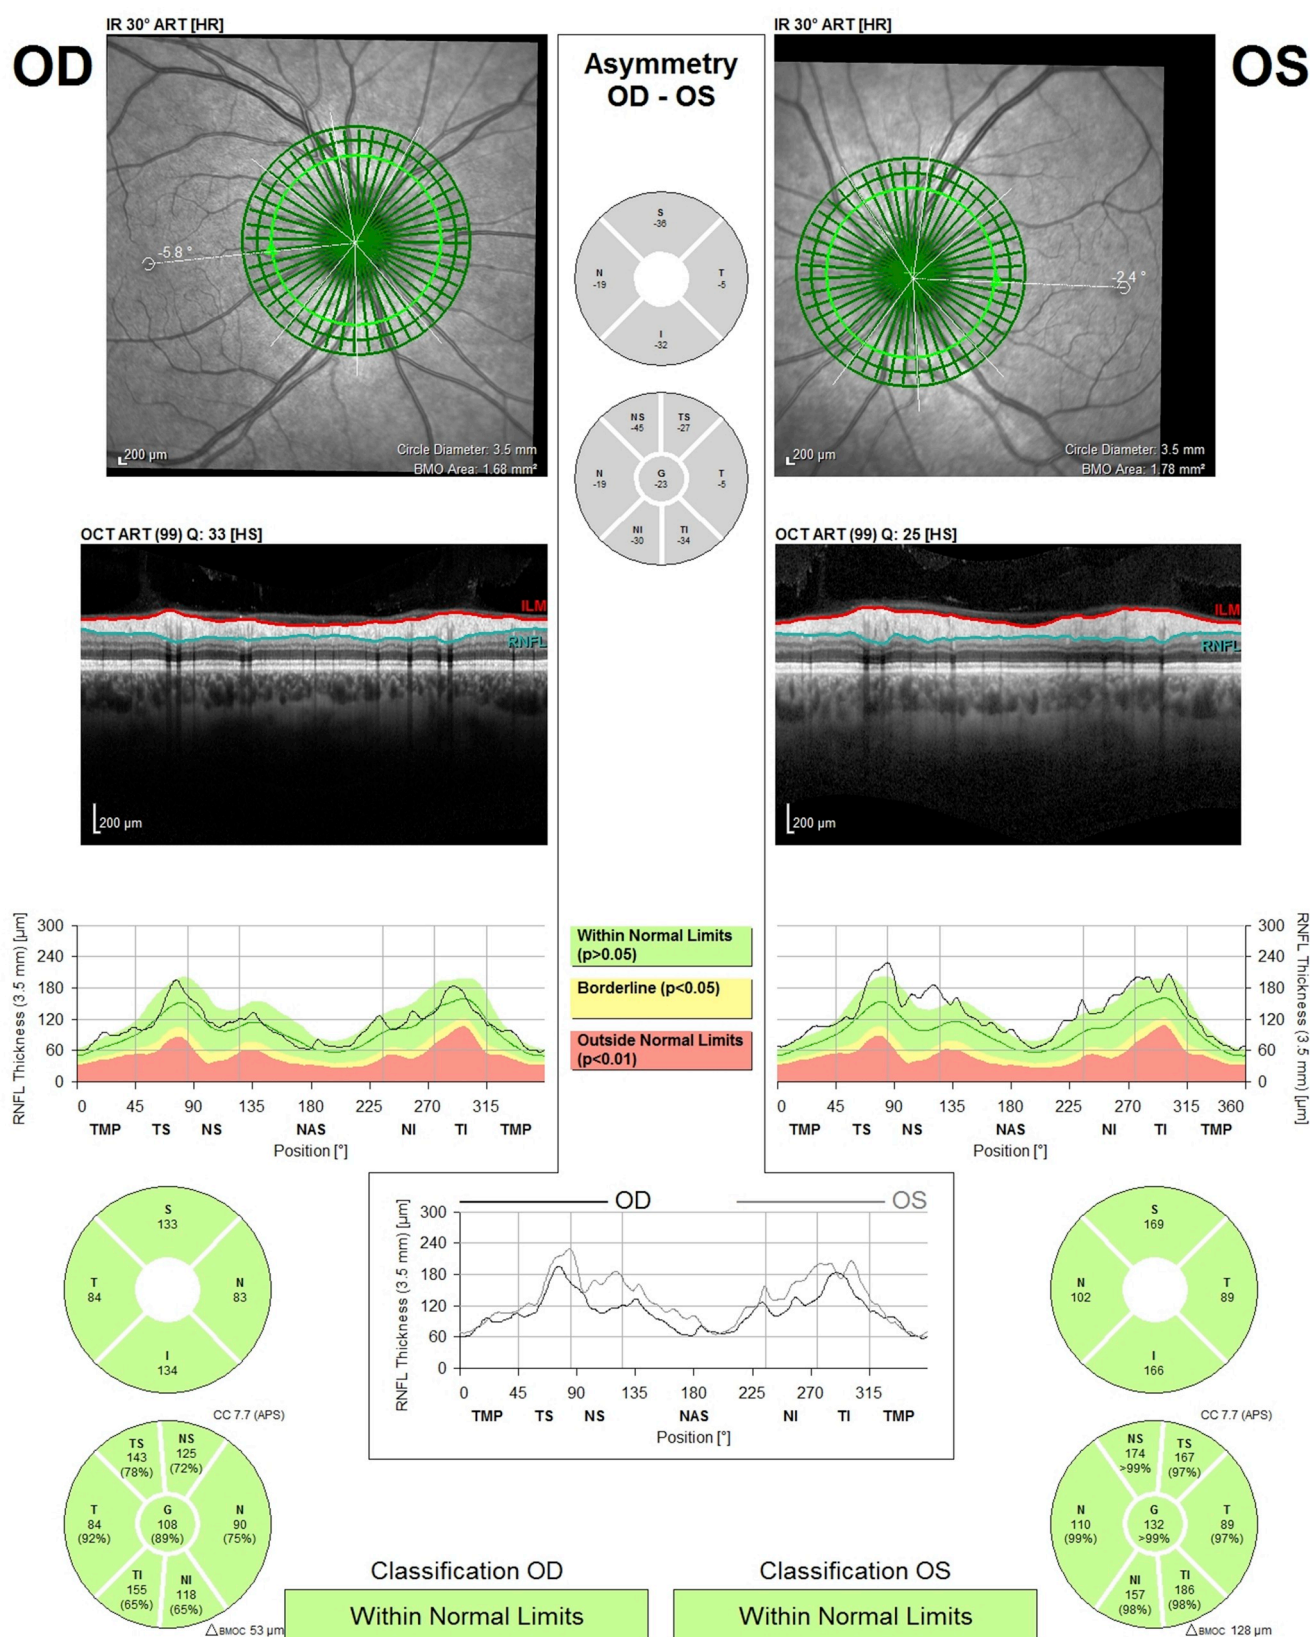 OD
IR 30° ART [HR]
-5.8 °
200 µm
Circle Diameter: 3.5 mm
BMO Area: 1.68 mm²
Asymmetry
OD - OS
S
-36
N
-19
T
-5
I
-32
NS
-45
TS
-27
N
-19
G
-23
T
-5
NI
-30
TI
-34
IR 30° ART [HR]
OS
-2.4 °
200 µm
Circle Diameter: 3.5 mm
BMO Area: 1.78 mm²
OCT ART (99) Q: 33 [HS]
ILM
RNFL
200 µm
OCT ART (99) Q: 25 [HS]
ILM
RNFL
200 µm
RNFL Thickness (3.5 mm) [µm]
300
240
180
120
60
0
0 45 90 135 180 225 270 315
TMP TS NS NAS NI TI TMP
Position [°]
Within Normal Limits
(p>0.05)
Borderline (p<0.05)
Outside Normal Limits
(p<0.01)
300
240
180
120
60
0
RNFL Thickness (3.5 mm) [µm]
0 45 90 135 180 225 270 315 360
TMP TS NS NAS NI TI TMP
Position [°]
OD OS
RNFL Thickness (3.5 mm) [µm]
300
240
180
120
60
0
0 45 90 135 180 225 270 315
TMP TS NS NAS NI TI TMP
Position [°]
S
133
T
84
N
83
I
134
CC 7.7 (APS)
TS
143
(78%)
NS
125
(72%)
T
84
(92%)
G
108
(89%)
N
90
(75%)
TI
155
(65%)
NI
118
(65%)
△BMOC 53 µm
S
169
N
102
T
89
I
166
CC 7.7 (APS)
NS
174
>99%
TS
167
(97%)
N
110
(99%)
G
132
>99%
T
89
(97%)
NI
157
(98%)
TI
186
(98%)
△BMOC 128 µm
Classification OD
Within Normal Limits
Classification OS
Within Normal Limits